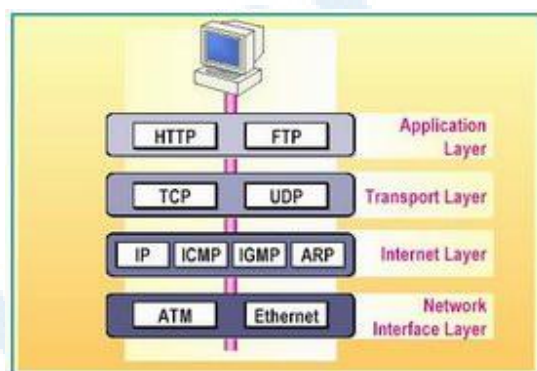 HTTP FTP
Application
Layer
TCP UDP
Transport Layer
IP ICMP IGMP ARP
Internet Layer
ATM Ethernet
Network
Interface Layer